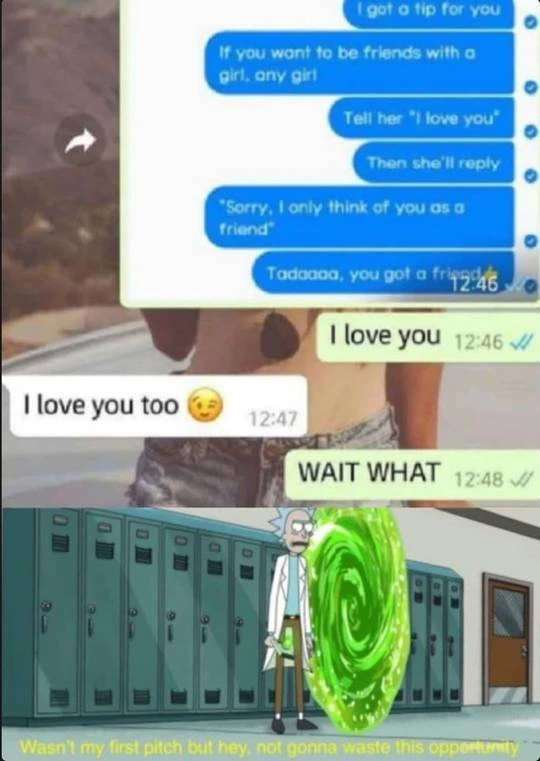 I got a tip for you
If you want to be friends with a
girl, any girl
Tell her "I love you"
Then she'll reply
"Sorry, I only think of you as a
friend"
Tadaaaa, you got a friend
12:46
I love you 12:46
I love you too 😉 12:47
WAIT WHAT 12:48
Wasn't my first pitch but hey, not gonna waste this opportunity